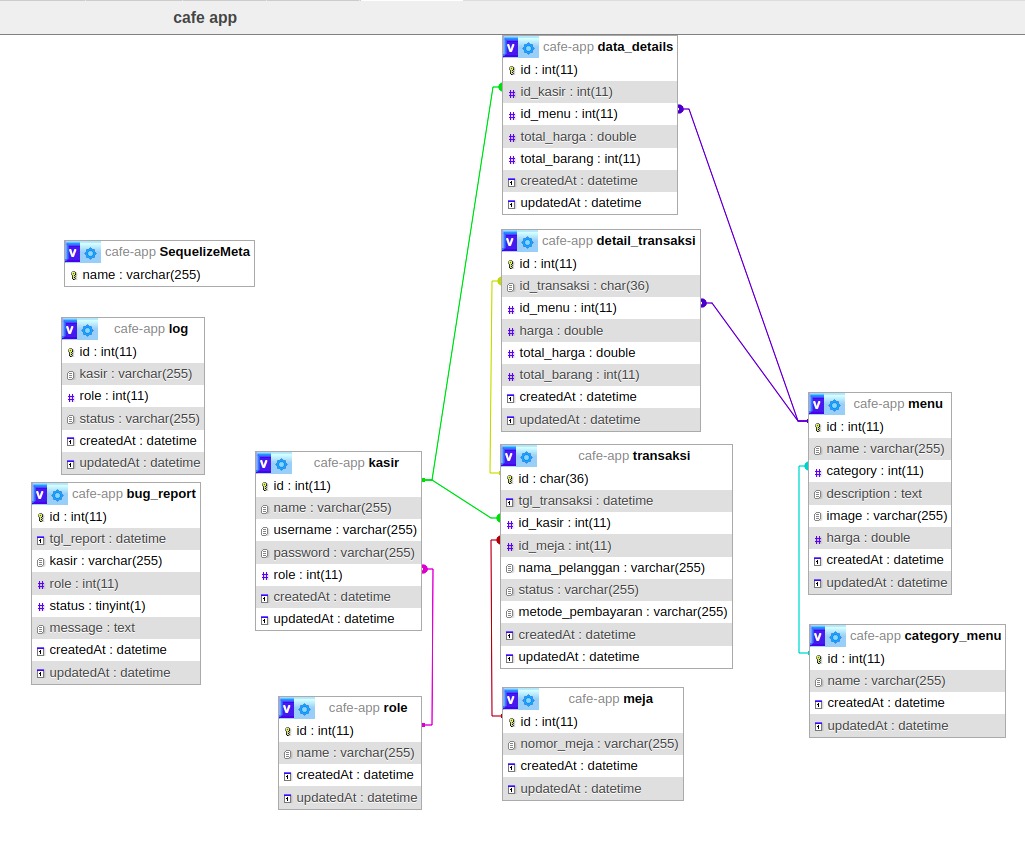 cafe app
cafe-app data_details
id : int(11)
id_kasir : int(11)
id_menu : int(11)
total_harga : double
total_barang : int(11)
createdAt : datetime
updatedAt : datetime
cafe-app detail_transaksi
id : int(11)
id_transaksi : char(36)
id_menu : int(11)
harga : double
total_harga : double
total_barang : int(11)
createdAt : datetime
updatedAt : datetime
cafe-app SequelizeMeta
name : varchar(255)
cafe-app log
id : int(11)
kasir : varchar(255)
role : int(11)
status : varchar(255)
createdAt : datetime
updatedAt : datetime
cafe-app bug_report
id : int(11)
tgl_report : datetime
kasir : varchar(255)
role : int(11)
status : tinyint(1)
message : text
createdAt : datetime
updatedAt : datetime
cafe-app kasir
id : int(11)
name : varchar(255)
username : varchar(255)
password : varchar(255)
role : int(11)
createdAt : datetime
updatedAt : datetime
cafe-app transaksi
id : char(36)
tgl_transaksi : datetime
id_kasir : int(11)
id_meja : int(11)
nama_pelanggan : varchar(255)
status : varchar(255)
metode_pembayaran : varchar(255)
createdAt : datetime
updatedAt : datetime
cafe-app menu
id : int(11)
name : varchar(255)
category : int(11)
description : text
image : varchar(255)
harga : double
createdAt : datetime
updatedAt : datetime
cafe-app category_menu
id : int(11)
name : varchar(255)
createdAt : datetime
updatedAt : datetime
cafe-app role
id : int(11)
name : varchar(255)
createdAt : datetime
updatedAt : datetime
cafe-app meja
id : int(11)
nomor_meja : varchar(255)
createdAt : datetime
updatedAt : datetime